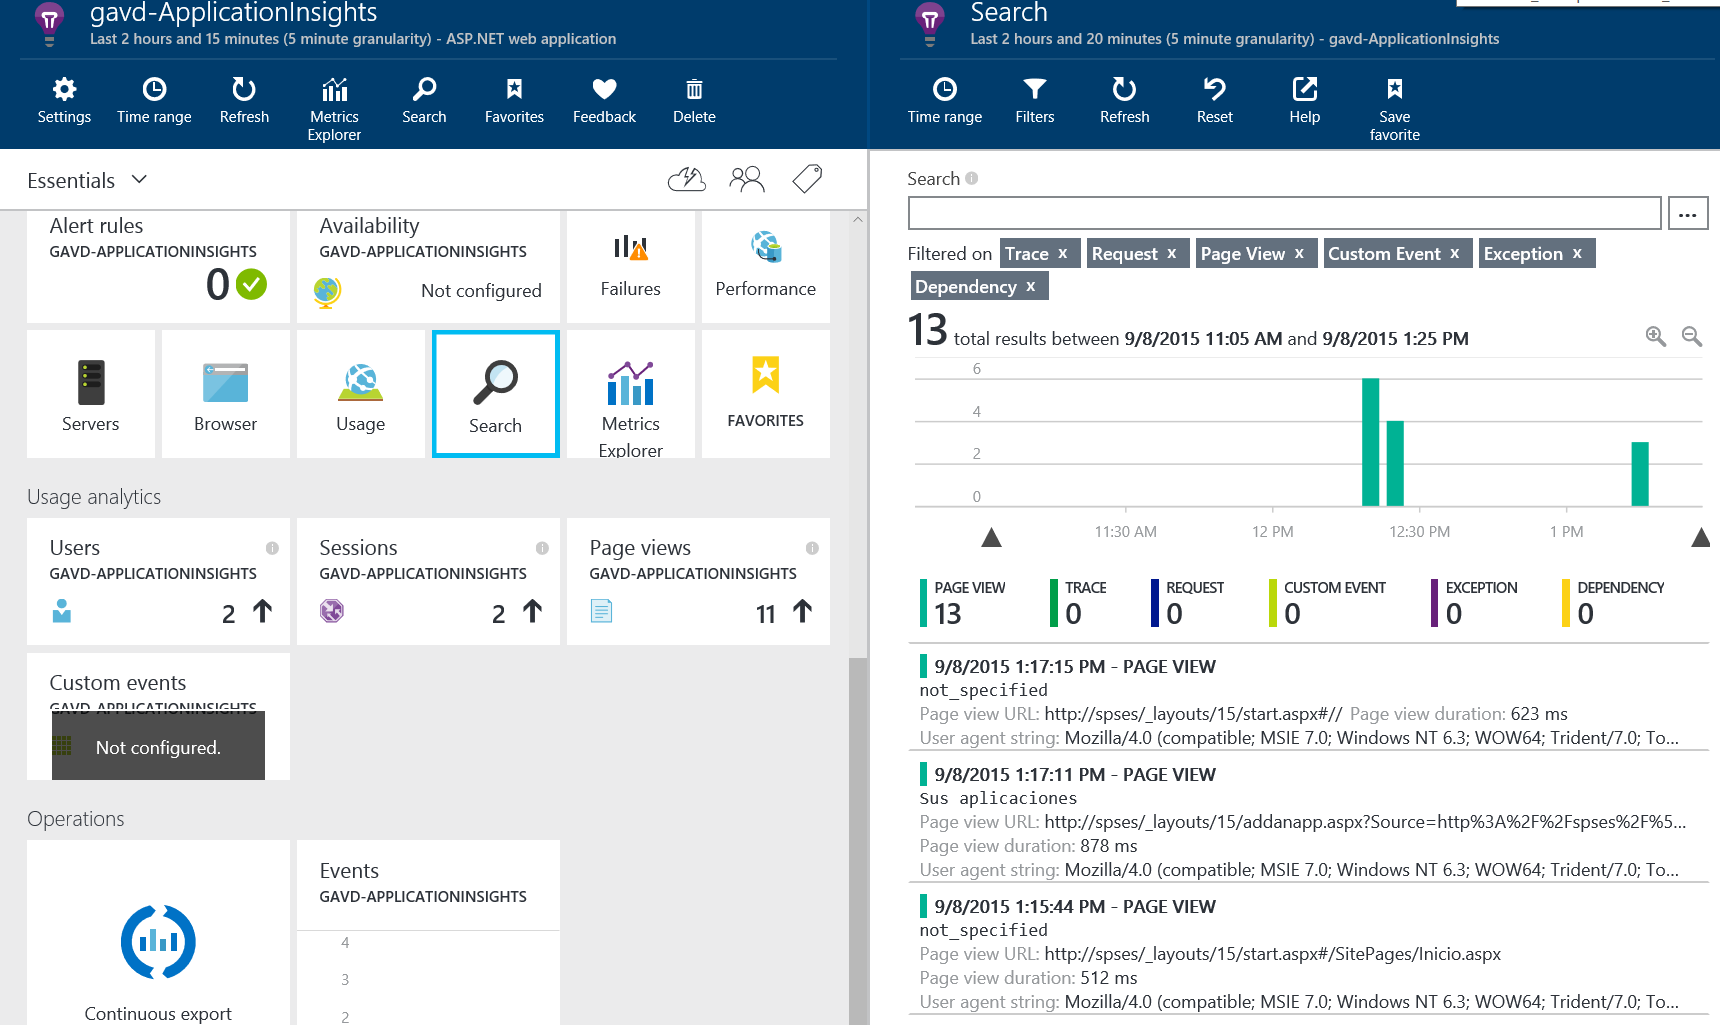 gavd-ApplicationInsights
Last 2 hours and 15 minutes (5 minute granularity) - ASP.NET web application
Settings
Time range
Refresh
Metrics
Explorer
Search
Favorites
Feedback
Delete
Essentials
Alert rules
GAVD-APPLICATIONINSIGHTS
0
Availability
GAVD-APPLICATIONINSIGHTS
Not configured
Failures
Performance
Servers
Browser
Usage
Search
Metrics
Explorer
FAVORITES
Usage analytics
Users
GAVD-APPLICATIONINSIGHTS
2
Sessions
GAVD-APPLICATIONINSIGHTS
2
Page views
GAVD-APPLICATIONINSIGHTS
11
Custom events
GAVD-APPLICATIONINSIGHTS
Not configured.
Operations
Continuous export
Events
GAVD-APPLICATIONINSIGHTS
4
3
2
Search
Last 2 hours and 20 minutes (5 minute granularity) - gavd-ApplicationInsights
Time range
Filters
Refresh
Reset
Help
Save
favorite
Search
...
Filtered on Trace x Request x Page View x Custom Event x Exception x
Dependency x
13 total results between 9/8/2015 11:05 AM and 9/8/2015 1:25 PM
6
4
2
0
11:30 AM 12 PM 12:30 PM 1 PM
PAGE VIEW
13
TRACE
0
REQUEST
0
CUSTOM EVENT
0
EXCEPTION
0
DEPENDENCY
0
9/8/2015 1:17:15 PM - PAGE VIEW
not_specified
Page view URL: http://spses/_layouts/15/start.aspx#// Page view duration: 623 ms
User agent string: Mozilla/4.0 (compatible; MSIE 7.0; Windows NT 6.3; WOW64; Trident/7.0; To...
9/8/2015 1:17:11 PM - PAGE VIEW
Sus aplicaciones
Page view URL: http://spses/_layouts/15/addanapp.aspx?Source=http%3A%2F%2Fspses%2F%5...
Page view duration: 878 ms
User agent string: Mozilla/4.0 (compatible; MSIE 7.0; Windows NT 6.3; WOW64; Trident/7.0; To...
9/8/2015 1:15:44 PM - PAGE VIEW
not_specified
Page view URL: http://spses/_layouts/15/start.aspx#/SitePages/Inicio.aspx
Page view duration: 512 ms
User agent string: Mozilla/4.0 (compatible; MSIE 7.0; Windows NT 6.3; WOW64; Trident/7.0; To...